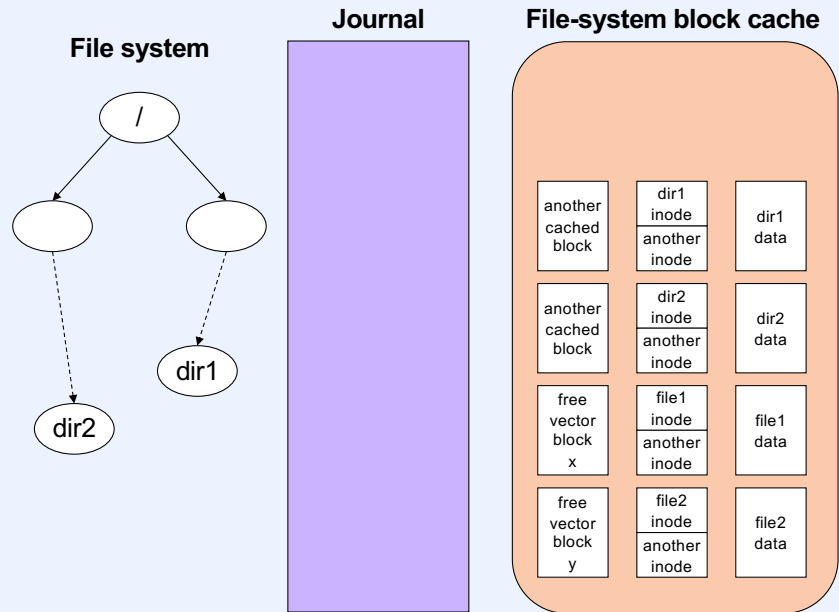 Journal
File-system block cache
File system
/
dir1
dir2
another
cached
block
dir1
inode
another
inode
dir1
data
another
cached
block
dir2
inode
another
inode
dir2
data
free
vector
block
x
file1
inode
another
inode
file1
data
free
vector
block
y
file2
inode
another
inode
file2
data